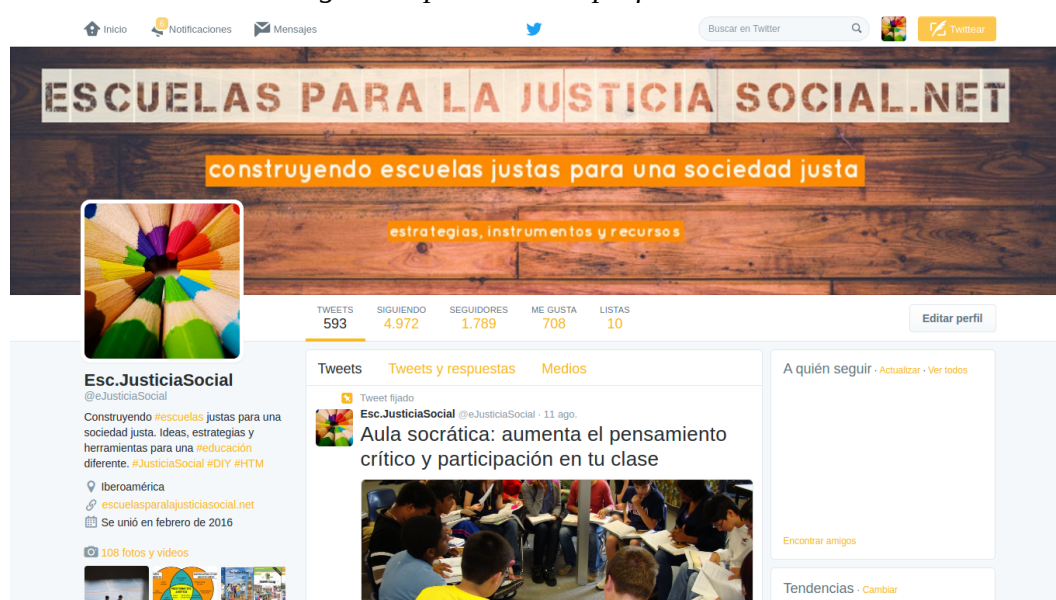 Inicio
6
Notificaciones
Mensajes
Buscar en Twitter
Twittear
ESCUELAS PARA LA JUSTICIA SOCIAL.NET
construyendo escuelas justas para una sociedad justa
estrategias, instrumentos y recursos
TWEETS
593
SIGUIENDO
4.972
SEGUIDORES
1.789
ME GUSTA
708
LISTAS
10
Editar perfil
Esc.JusticiaSocial
@eJusticiaSocial
Construyendo #escuelas justas para una
sociedad justa. Ideas, estrategias y
herramientas para una #educación
diferente. #JusticiaSocial #DIY #HTM
Iberoamérica
escuelasparalajusticiasocial.net
Se unió en febrero de 2016
108 fotos y videos
Tweets Tweets y respuestas Medios
Tweet fijado
Esc.JusticiaSocial @eJusticiaSocial · 11 ago.
Aula socrática: aumenta el pensamiento
crítico y participación en tu clase
A quién seguir · Actualizar · Ver todos
Encontrar amigos
Tendencias · Cambiar